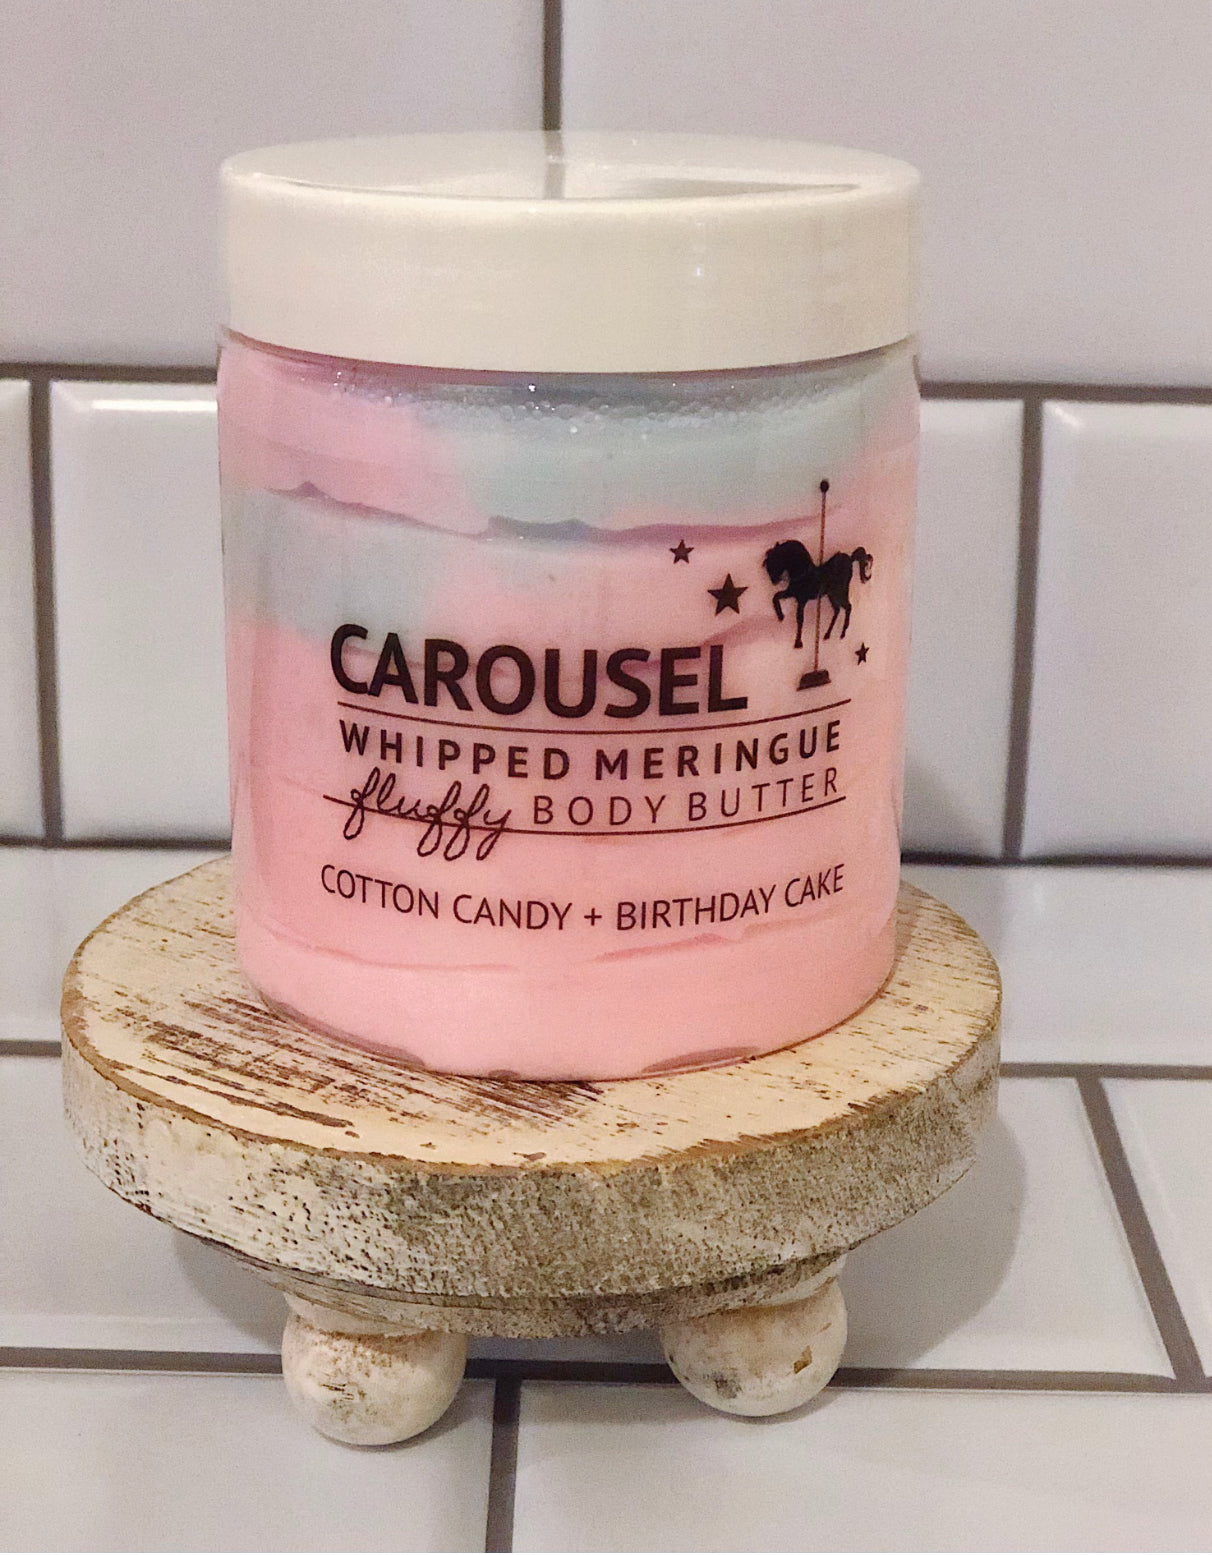 CAROUSEL
WHIPPED MERINGUE
fluffy BODY BUTTER
COTTON CANDY + BIRTHDAY CAKE